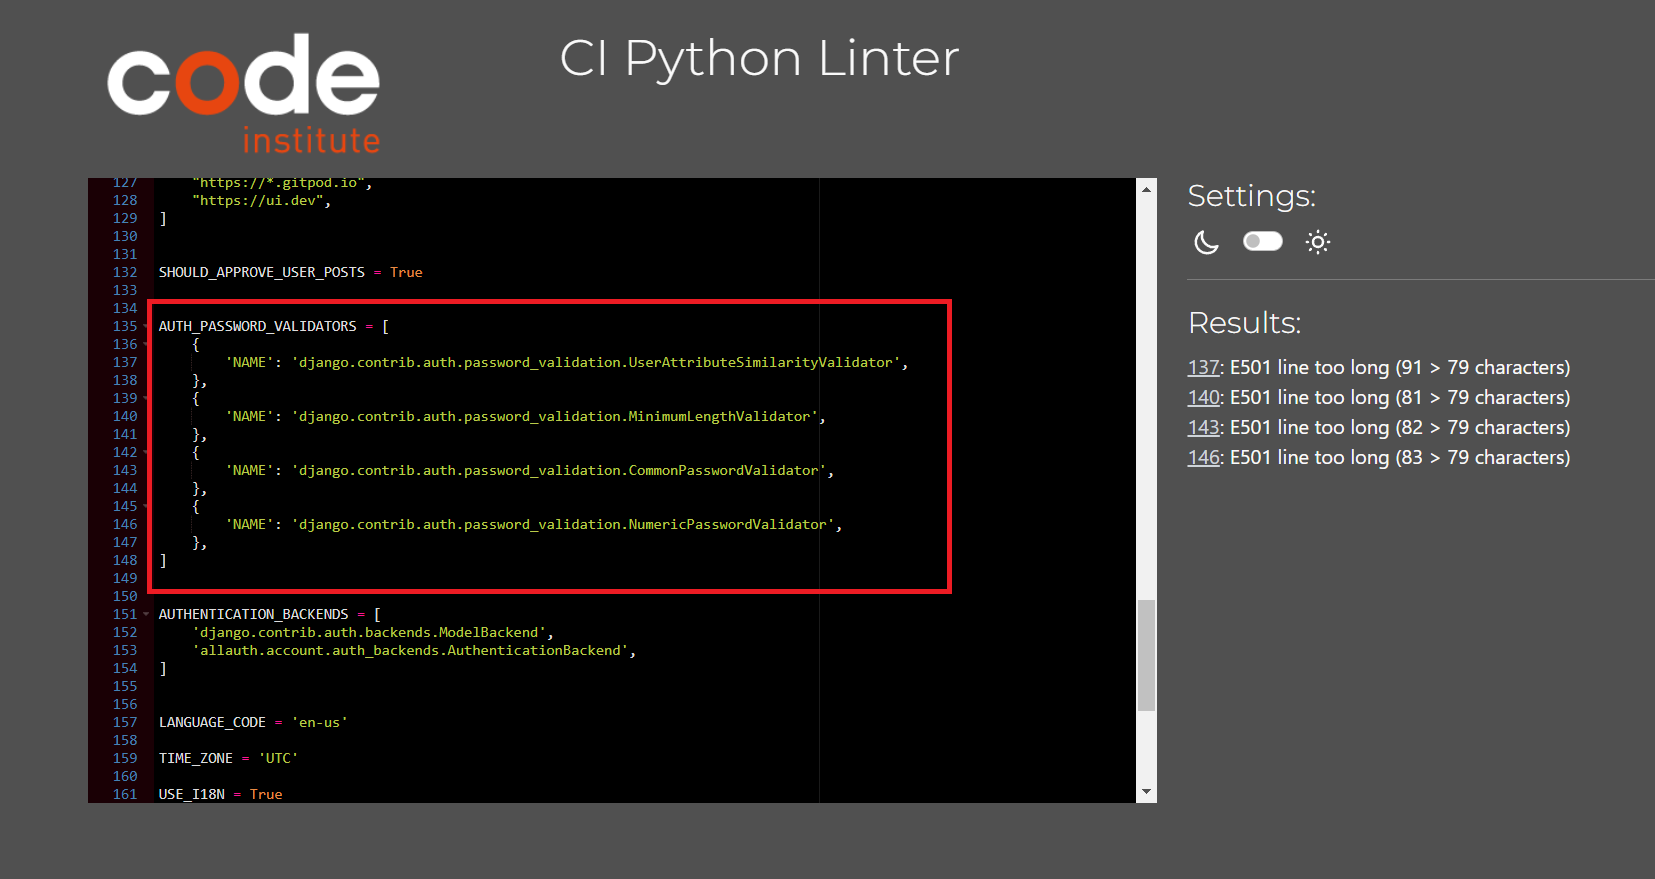 code
institute
CI Python Linter
127 "https://*.gitpod.io",
128 "https://ui.dev",
129 ]
130
131
132 SHOULD_APPROVE_USER_POSTS = True
133
134
135 AUTH_PASSWORD_VALIDATORS = [
136 {
137 'NAME': 'django.contrib.auth.password_validation.UserAttributeSimilarityValidator',
138 },
139 {
140 'NAME': 'django.contrib.auth.password_validation.MinimumLengthValidator',
141 },
142 {
143 'NAME': 'django.contrib.auth.password_validation.CommonPasswordValidator',
144 },
145 {
146 'NAME': 'django.contrib.auth.password_validation.NumericPasswordValidator',
147 },
148 ]
149
150
151 AUTHENTICATION_BACKENDS = [
152 'django.contrib.auth.backends.ModelBackend',
153 'allauth.account.auth_backends.AuthenticationBackend',
154 ]
155
156
157 LANGUAGE_CODE = 'en-us'
158
159 TIME_ZONE = 'UTC'
160
161 USE_I18N = True
Settings:
Results:
137: E501 line too long (91 > 79 characters)
140: E501 line too long (81 > 79 characters)
143: E501 line too long (82 > 79 characters)
146: E501 line too long (83 > 79 characters)